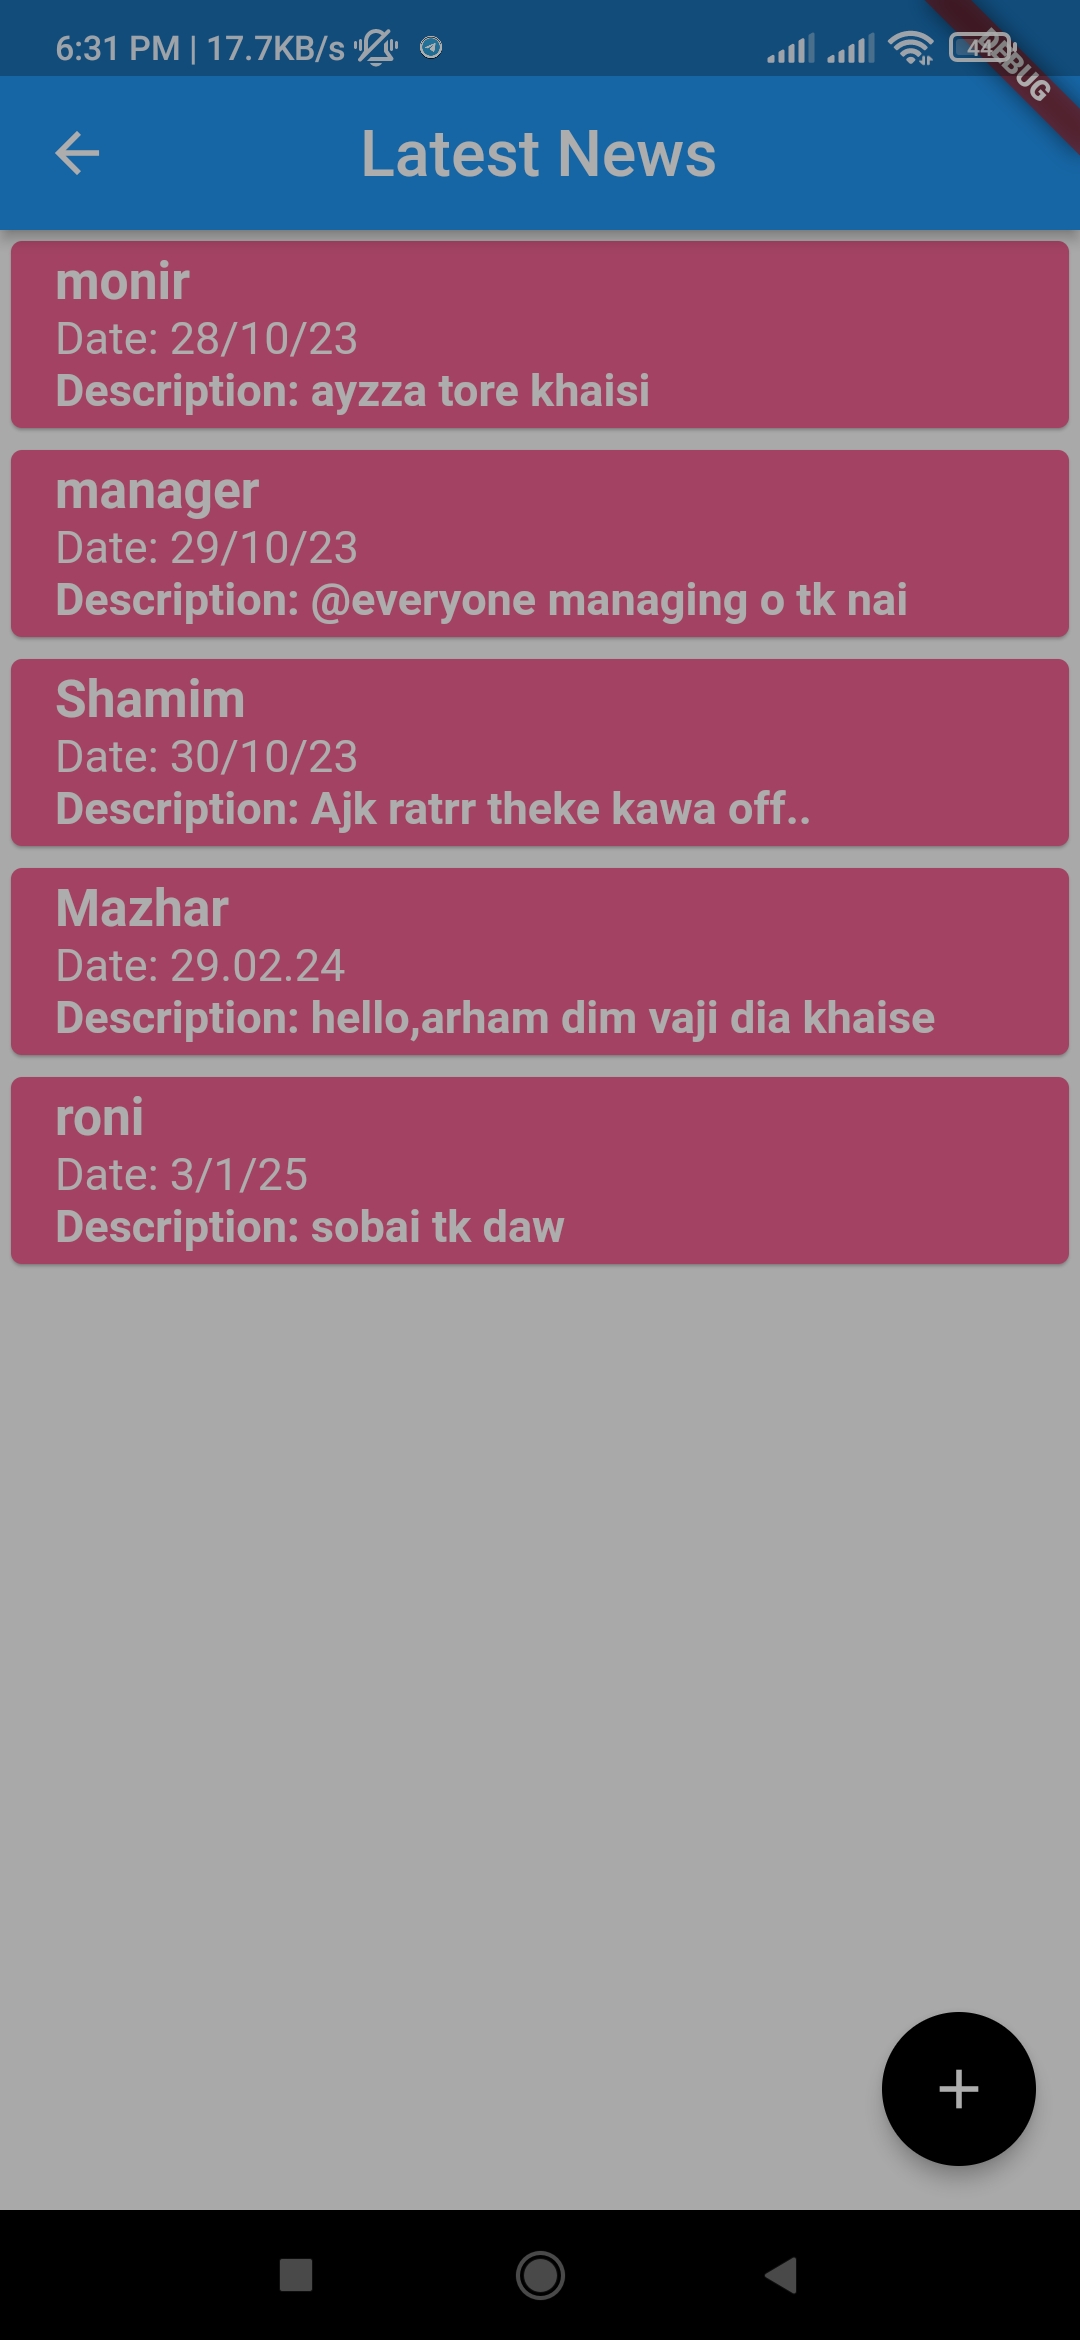 6:31 PM | 17.7KB/s
44
DEBUG
Latest News
monir
Date: 28/10/23
Description: ayzza tore khaisi
manager
Date: 29/10/23
Description: @everyone managing o tk nai
Shamim
Date: 30/10/23
Description: Ajk ratrr theke kawa off..
Mazhar
Date: 29.02.24
Description: hello,arham dim vaji dia khaise
roni
Date: 3/1/25
Description: sobai tk daw